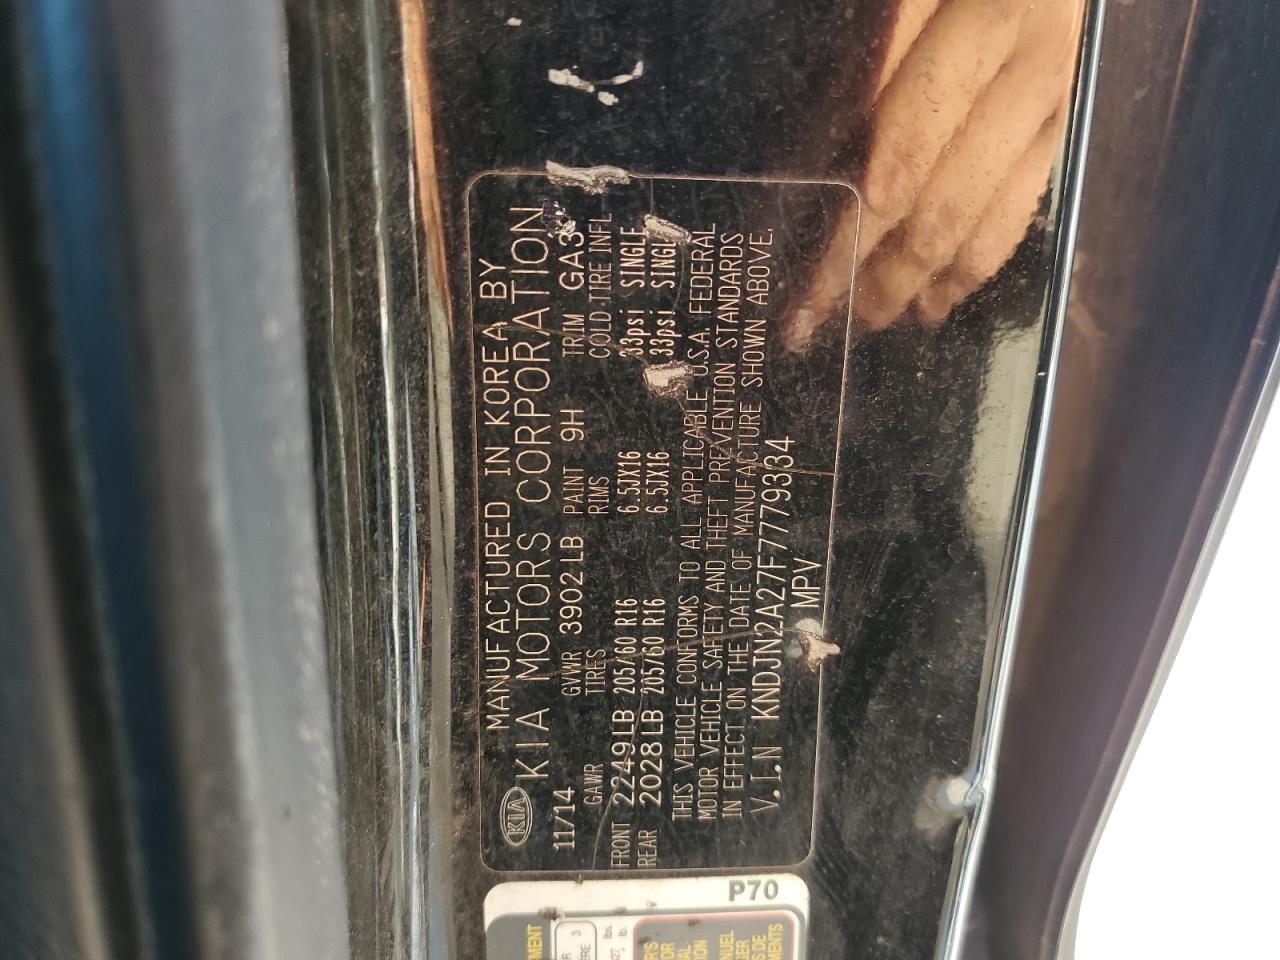 KIA
MANUFACTURED IN KOREA BY
KIA MOTORS CORPORATION
11/14 GVWR 3902LB PAINT 9H TRIM GA3
GAWR TIRES RIMS COLD TIRE INFL
FRONT 2249LB 205/60 R16 6.5JX16 33psi SINGLE
REAR 2028LB 205/60 R16 6.5JX16 33psi SINGLE
THIS VEHICLE CONFORMS TO ALL APPLICABLE U.S.A. FEDERAL
MOTOR VEHICLE SAFETY AND THEFT PREVENTION STANDARDS
IN EFFECT ON THE DATE OF MANUFACTURE SHOWN ABOVE.
V.I.N KNDJN2A27F7779334
MPV
P70